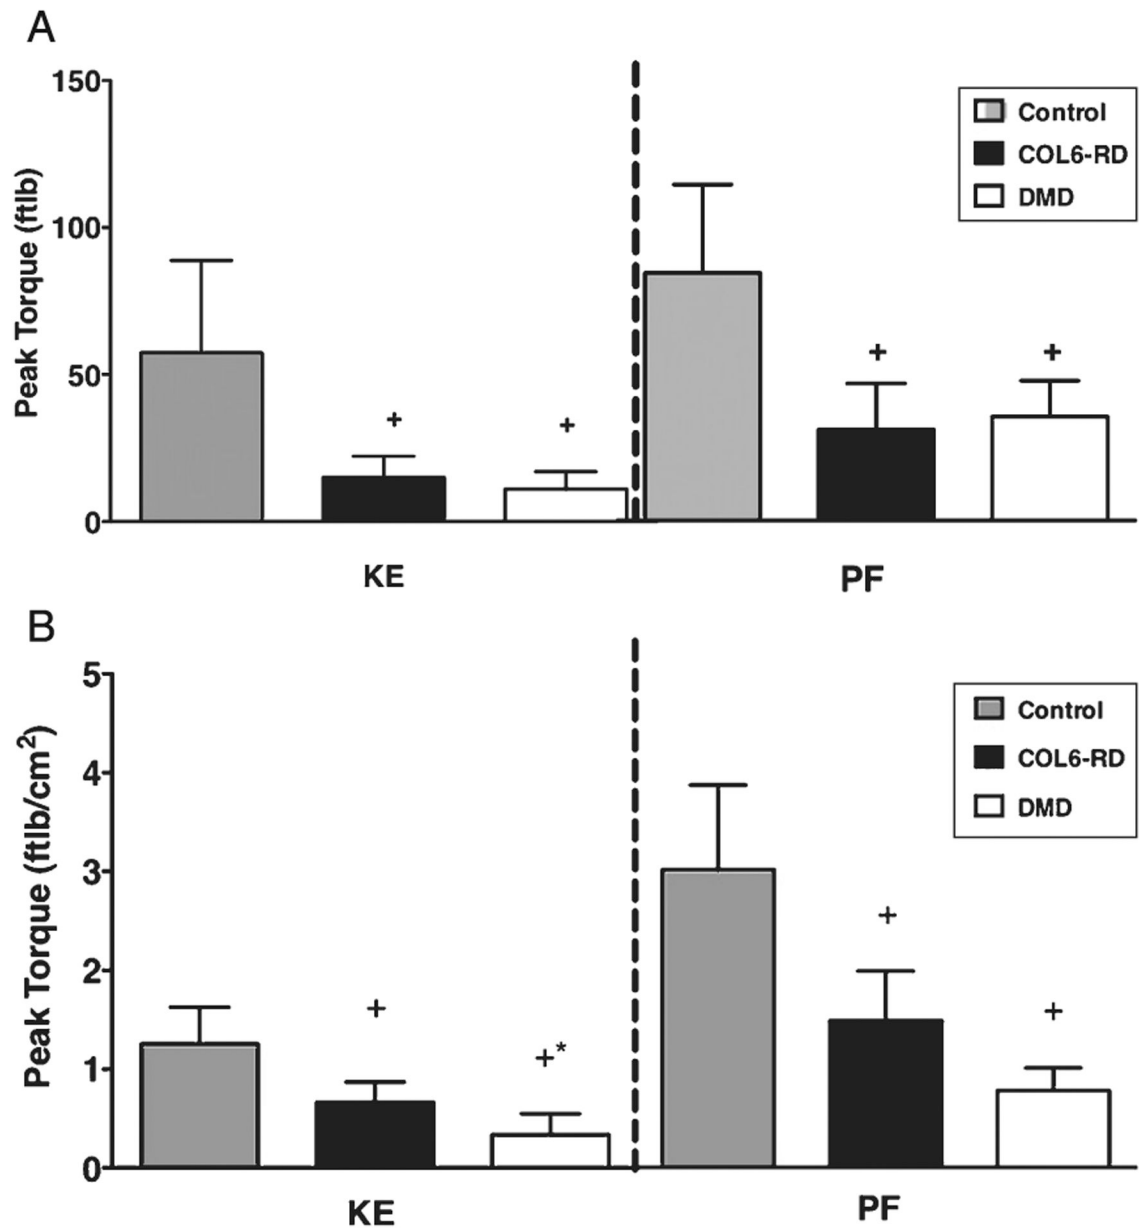 A
Peak Torque (ftlb)
150
100
50
0
+
+
+
+
KE
PF
Control
COL6-RD
DMD
B
Peak Torque (ftlb/cm²)
5
4
3
2
1
0
+
+*
+
+
KE
PF
Control
COL6-RD
DMD